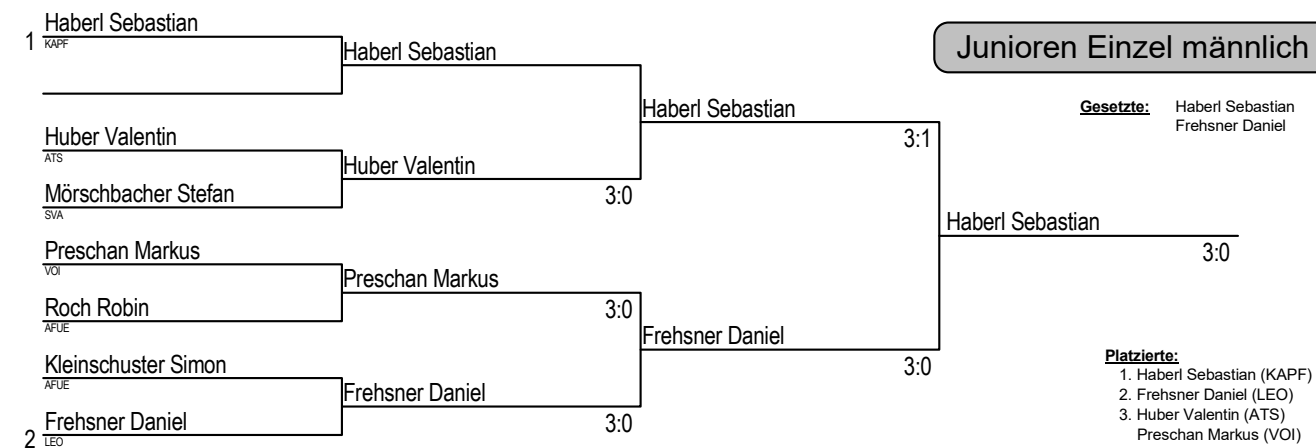 Junioren Einzel männlich
Gesetzte: Haberl Sebastian
Frehsner Daniel
1 Haberl Sebastian
KAPF
Huber Valentin
ATS
Mörschbacher Stefan
SVA
Preschan Markus
VOI
Roch Robin
AFUE
Kleinschuster Simon
AFUE
2 Frehsner Daniel
LEO
Haberl Sebastian
Huber Valentin
3:0
Preschan Markus
3:0
Frehsner Daniel
3:0
Haberl Sebastian
3:1
Frehsner Daniel
3:0
Haberl Sebastian
3:0
Platzierte:
1. Haberl Sebastian (KAPF)
2. Frehsner Daniel (LEO)
3. Huber Valentin (ATS)
Preschan Markus (VOI)